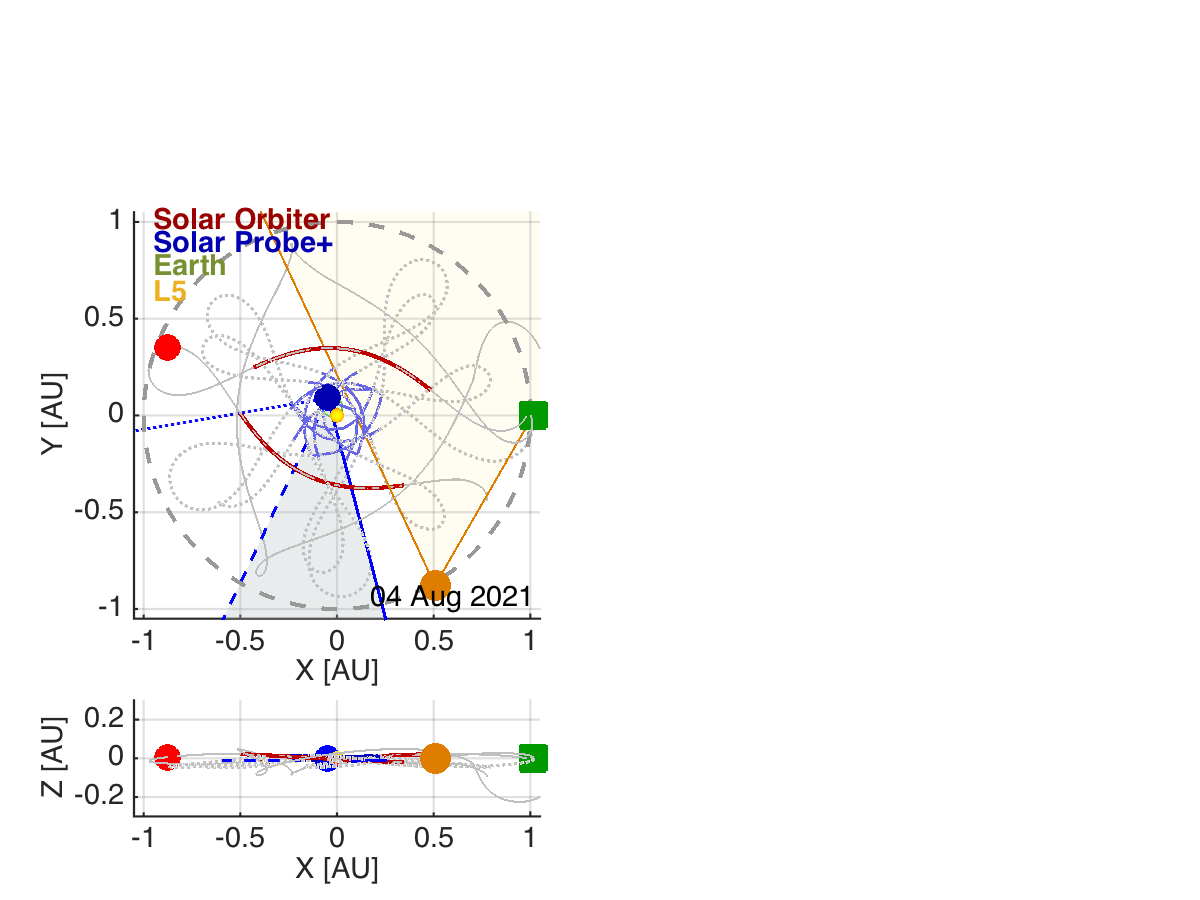 Solar Orbiter
Solar Probe+
Earth
L5
1
0.5
0
-0.5
-1
Y [AU]
04 Aug 2021
-1 -0.5 0 0.5 1
X [AU]
0.2
0
-0.2
Z [AU]
-1 -0.5 0 0.5 1
X [AU]